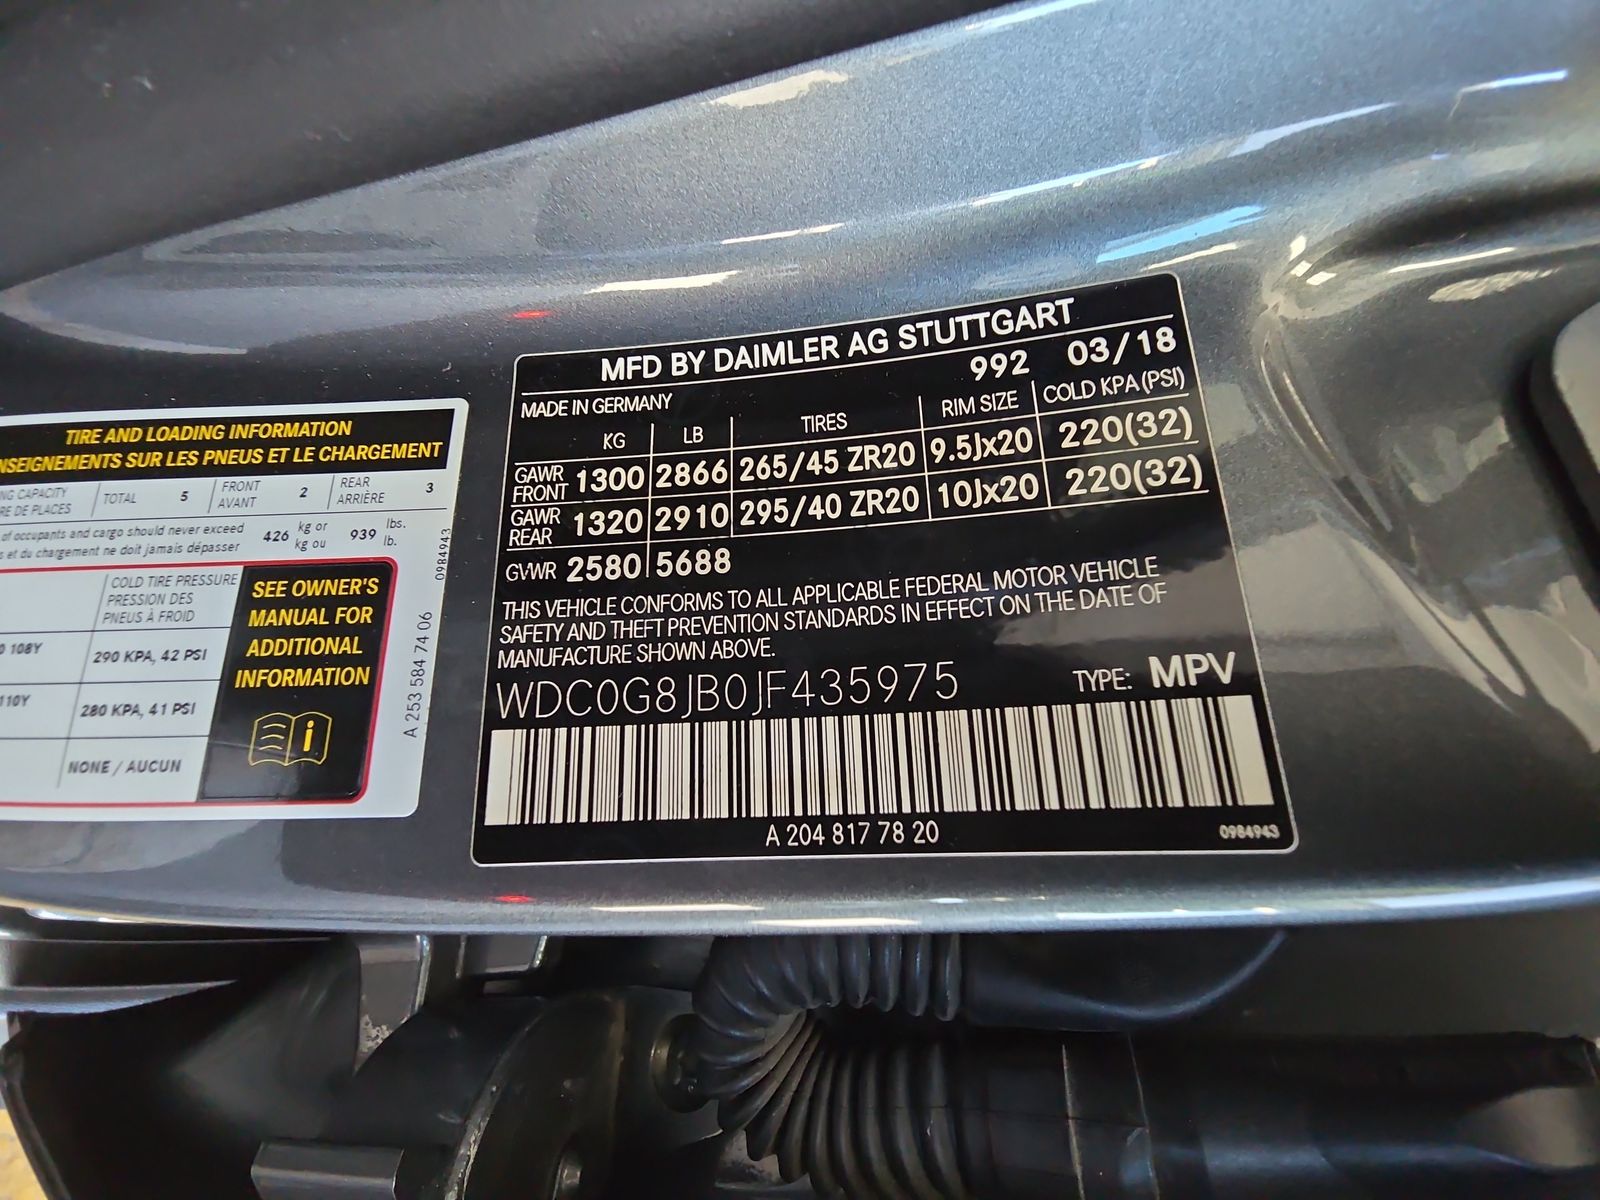 TIRE AND LOADING INFORMATION
NSEIGNEMENTS SUR LES PNEUS ET LE CHARGEMENT
NG CAPACITY TOTAL 5 FRONT 2 REAR 3
RE DE PLACES AVANT ARRIÈRE
of occupants and cargo should never exceed 426 kg or 939 lbs.
s et du chargement ne doit jamais dépasser kg ou lb.
COLD TIRE PRESSURE
PRESSION DES
PNEUS À FROID
0 108Y 290 KPA, 42 PSI
110Y 280 KPA, 41 PSI
NONE / AUCUN
SEE OWNER'S
MANUAL FOR
ADDITIONAL
INFORMATION
i
A 253 584 74 06
0984943
MFD BY DAIMLER AG STUTTGART
MADE IN GERMANY 992 03/18
KG LB TIRES RIM SIZE COLD KPA (PSI)
GAWR FRONT 1300 2866 265/45 ZR20 9.5Jx20 220(32)
GAWR REAR 1320 2910 295/40 ZR20 10Jx20 220(32)
GVWR 2580 5688
THIS VEHICLE CONFORMS TO ALL APPLICABLE FEDERAL MOTOR VEHICLE
SAFETY AND THEFT PREVENTION STANDARDS IN EFFECT ON THE DATE OF
MANUFACTURE SHOWN ABOVE.
WDC0G8JB0JF435975 TYPE: MPV
A 204 817 78 20 0984943